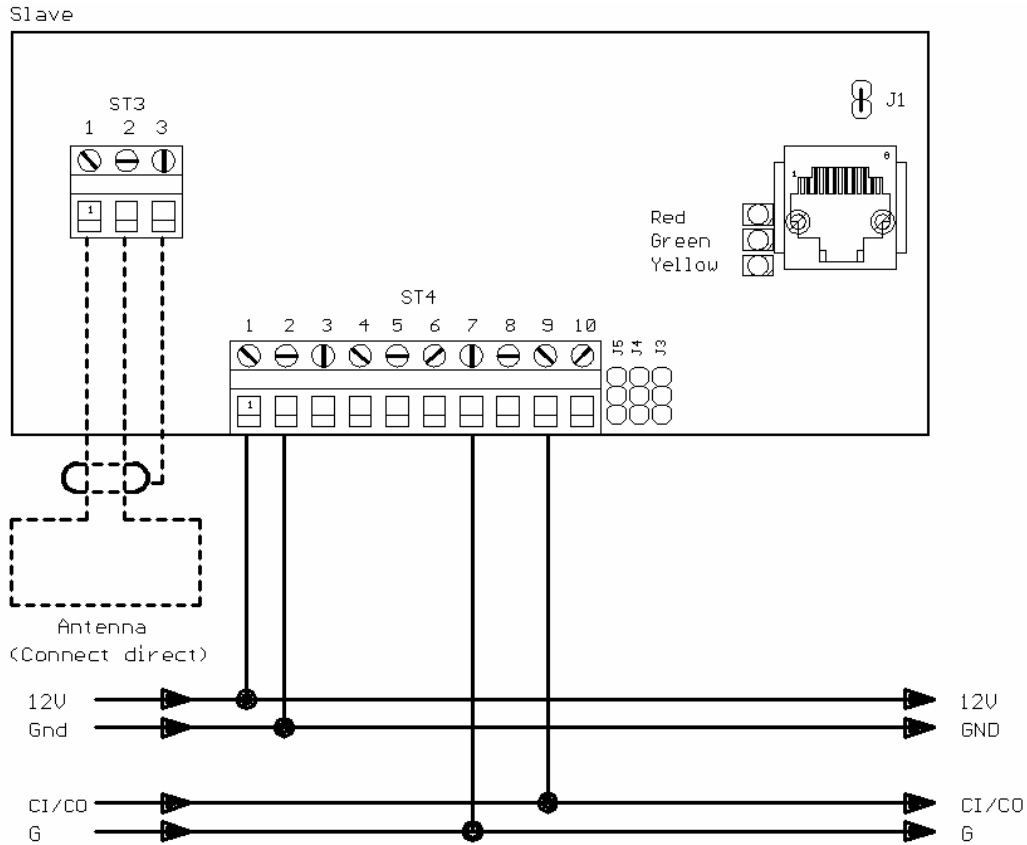 Slave
ST3
1 2 3
1
J1
1 8
Red
Green
Yellow
ST4
1 2 3 4 5 6 7 8 9 10
J5 J4 J3
1
Antenna
(Connect direct)
12V 12V
Gnd GND
CI/CO CI/CO
G G